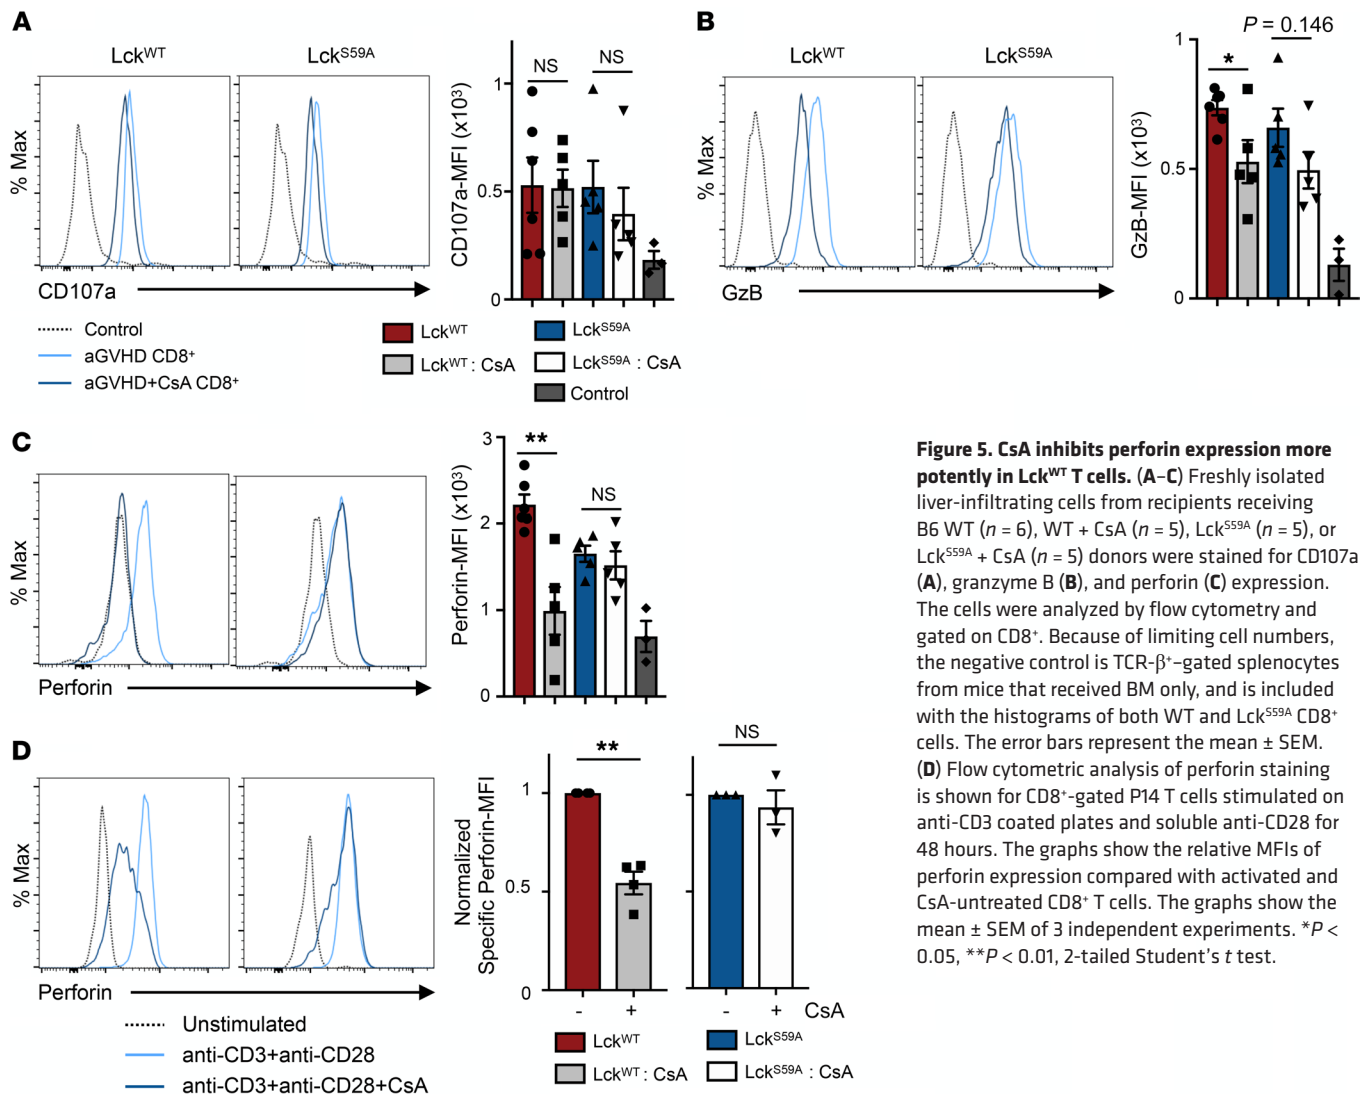 A
Lck^WT
Lck^S59A
% Max
CD107a
CD107a-MFI (x10³)
1
0.5
0
NS
NS
Control
aGVHD CD8⁺
aGVHD+CsA CD8⁺
Lck^WT
Lck^WT : CsA
Lck^S59A
Lck^S59A : CsA
Control
B
Lck^WT
Lck^S59A
% Max
GzB
GzB-MFI (x10³)
1
0.5
0
*
P = 0.146
C
% Max
Perforin
Perforin-MFI (x10³)
3
2
1
0
**
NS
D
% Max
Perforin
Unstimulated
anti-CD3+anti-CD28
anti-CD3+anti-CD28+CsA
Normalized
Specific Perforin-MFI
1
0.5
0
**
NS
- + - + CsA
Lck^WT
Lck^WT : CsA
Lck^S59A
Lck^S59A : CsA
Figure 5. CsA inhibits perforin expression more
potently in Lck^WT T cells. (A–C) Freshly isolated
liver-infiltrating cells from recipients receiving
B6 WT (n = 6), WT + CsA (n = 5), Lck^S59A (n = 5), or
Lck^S59A + CsA (n = 5) donors were stained for CD107a
(A), granzyme B (B), and perforin (C) expression.
The cells were analyzed by flow cytometry and
gated on CD8⁺. Because of limiting cell numbers,
the negative control is TCR-β⁺–gated splenocytes
from mice that received BM only, and is included
with the histograms of both WT and Lck^S59A CD8⁺
cells. The error bars represent the mean ± SEM.
(D) Flow cytometric analysis of perforin staining
is shown for CD8⁺-gated P14 T cells stimulated on
anti-CD3 coated plates and soluble anti-CD28 for
48 hours. The graphs show the relative MFIs of
perforin expression compared with activated and
CsA-untreated CD8⁺ T cells. The graphs show the
mean ± SEM of 3 independent experiments. *P <
0.05, **P < 0.01, 2-tailed Student's t test.